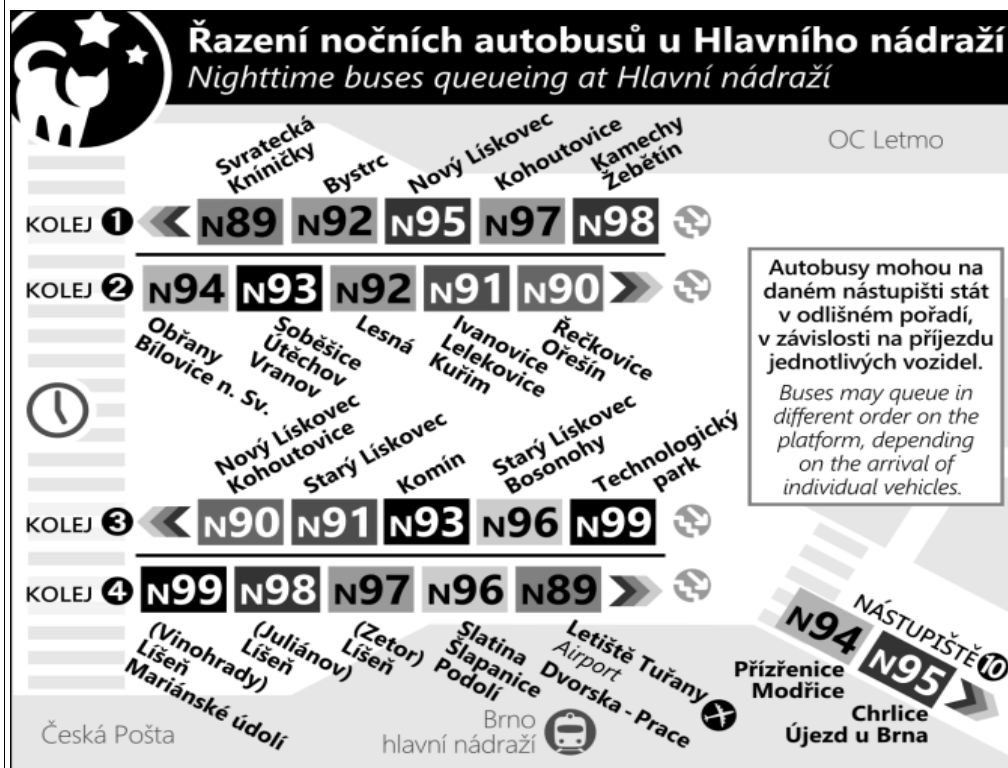 Řazení nočních autobusů u Hlavního nádraží
Nighttime buses queueing at Hlavní nádraží
OC Letmo
Svratecká
Kníničky
Bystrc
Nový Lískovec
Kohoutovice
Kamechy
Žebětín
KOLEJ 1 N89 N92 N95 N97 N98
KOLEJ 2 N94 N93 N92 N91 N90
Obřany
Bílovice n. Sv.
Soběšice
Útěchov
Vranov
Lesná
Ivanovice
Lelekovice
Kuřim
Řečkovice
Ořešín
Autobusy mohou na
daném nástupišti stát
v odlišném pořadí,
v závislosti na příjezdu
jednotlivých vozidel.
Buses may queue in
different order on the
platform, depending
on the arrival of
individual vehicles.
Nový Lískovec
Kohoutovice
Starý Lískovec
Komín
Starý Lískovec
Bosonohy
Technologický
park
KOLEJ 3 N90 N91 N93 N96 N99
KOLEJ 4 N99 N98 N97 N96 N89
(Vinohrady)
Líšeň
Mariánské údolí
(Juliánov)
Líšeň
(Zetor)
Líšeň
Slatina
Šlapanice
Podolí
Letiště Tuřany
Airport
Dvorska - Prace
NÁSTUPIŠTĚ 10
N94 N95
Přízřenice
Modřice
Chrlice
Újezd u Brna
Česká Pošta
Brno
hlavní nádraží